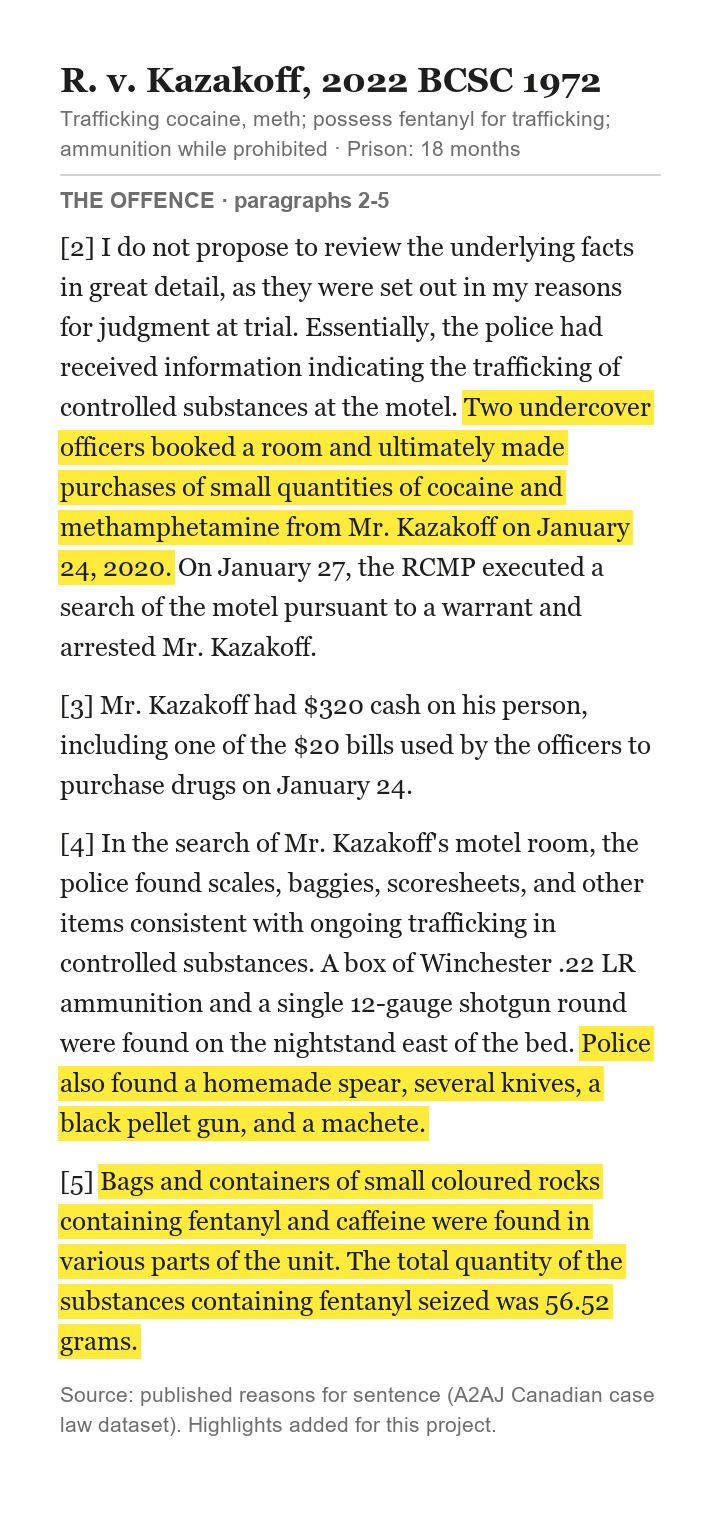 R. v. Kazakoff, 2022 BCSC 1972
Trafficking cocaine, meth; possess fentanyl for trafficking;
ammunition while prohibited · Prison: 18 months
THE OFFENCE · paragraphs 2-5
[2] I do not propose to review the underlying facts
in great detail, as they were set out in my reasons
for judgment at trial. Essentially, the police had
received information indicating the trafficking of
controlled substances at the motel. Two undercover
officers booked a room and ultimately made
purchases of small quantities of cocaine and
methamphetamine from Mr. Kazakoff on January
24, 2020. On January 27, the RCMP executed a
search of the motel pursuant to a warrant and
arrested Mr. Kazakoff.
[3] Mr. Kazakoff had $320 cash on his person,
including one of the $20 bills used by the officers to
purchase drugs on January 24.
[4] In the search of Mr. Kazakoff's motel room, the
police found scales, baggies, scoresheets, and other
items consistent with ongoing trafficking in
controlled substances. A box of Winchester .22 LR
ammunition and a single 12-gauge shotgun round
were found on the nightstand east of the bed. Police
also found a homemade spear, several knives, a
black pellet gun, and a machete.
[5] Bags and containers of small coloured rocks
containing fentanyl and caffeine were found in
various parts of the unit. The total quantity of the
substances containing fentanyl seized was 56.52
grams.
Source: published reasons for sentence (A2AJ Canadian case
law dataset). Highlights added for this project.